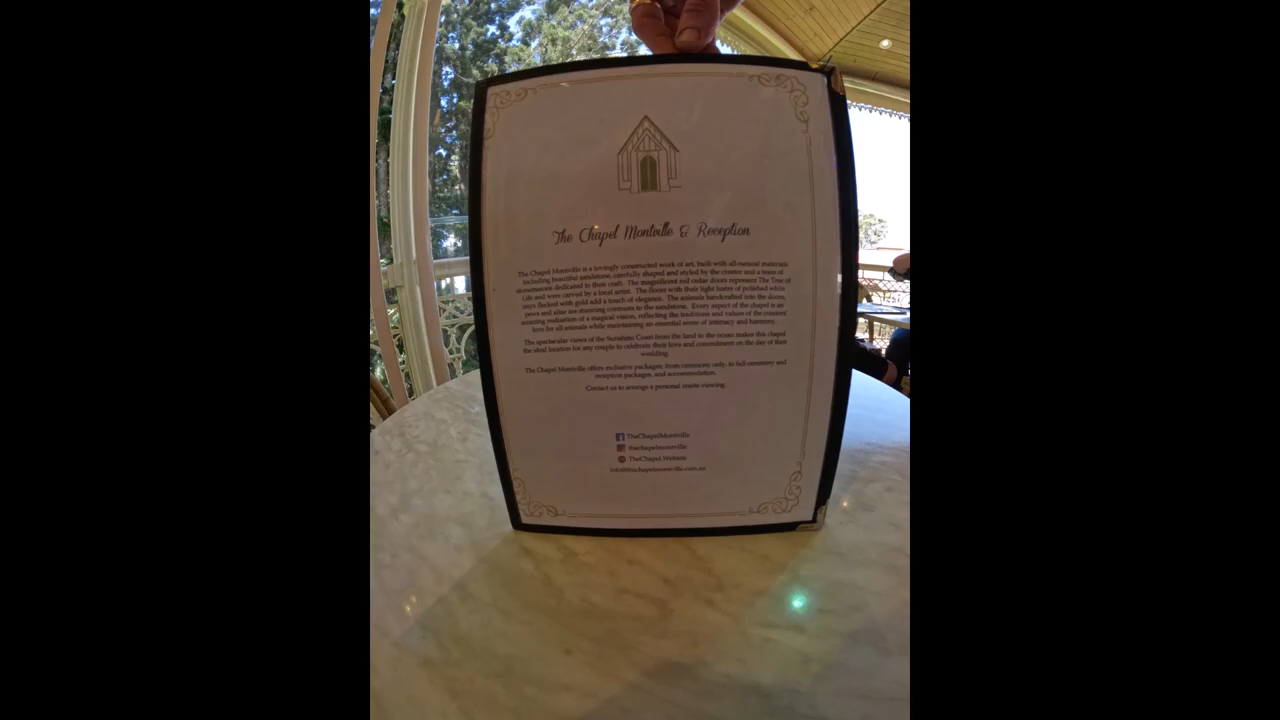 The Chapel Montville & Reception
The Chapel Montville is a lovingly constructed work of art, built with all-natural materials
including beautiful sandstone, carefully shaped and styled by the creator and a team of
stonemasons dedicated to their craft. The magnificent red cedar doors represent The Tree of
Life and were carved by a local artist. The floors with their light lustre of polished white
onyx flecked with gold add a touch of elegance. The animals handcrafted into the doors,
pews and altar are stunning contrasts to the sandstone. Every aspect of the chapel is an
amazing realisation of a magical vision, reflecting the traditions and values of the creators'
love for all animals while maintaining an essential sense of intimacy and harmony.
The spectacular views of the Sunshine Coast from the land to the ocean makes this chapel
the ideal location for any couple to celebrate their love and commitment on the day of their
wedding.
The Chapel Montville offers exclusive packages; from ceremony only, to full ceremony and
reception packages, and accommodation.
Contact us to arrange a personal onsite viewing.
TheChapelMontville
thechapelmontville
TheChapel.Website
info@thechapelmontville.com.au